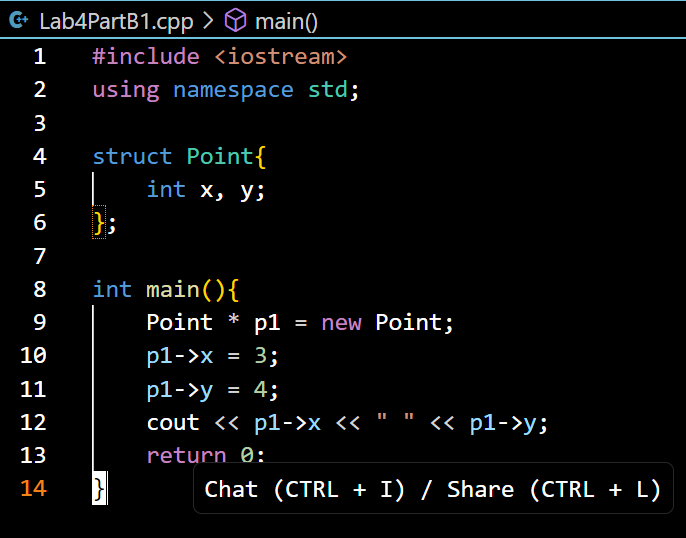 Lab4PartB1.cpp > main()
1 #include <iostream>
2 using namespace std;
3
4 struct Point{
5     int x, y;
6 };
7
8 int main(){
9     Point * p1 = new Point;
10     p1->x = 3;
11     p1->y = 4;
12     cout << p1->x << " " << p1->y;
13     return 0;
14 }
Chat (CTRL + I) / Share (CTRL + L)